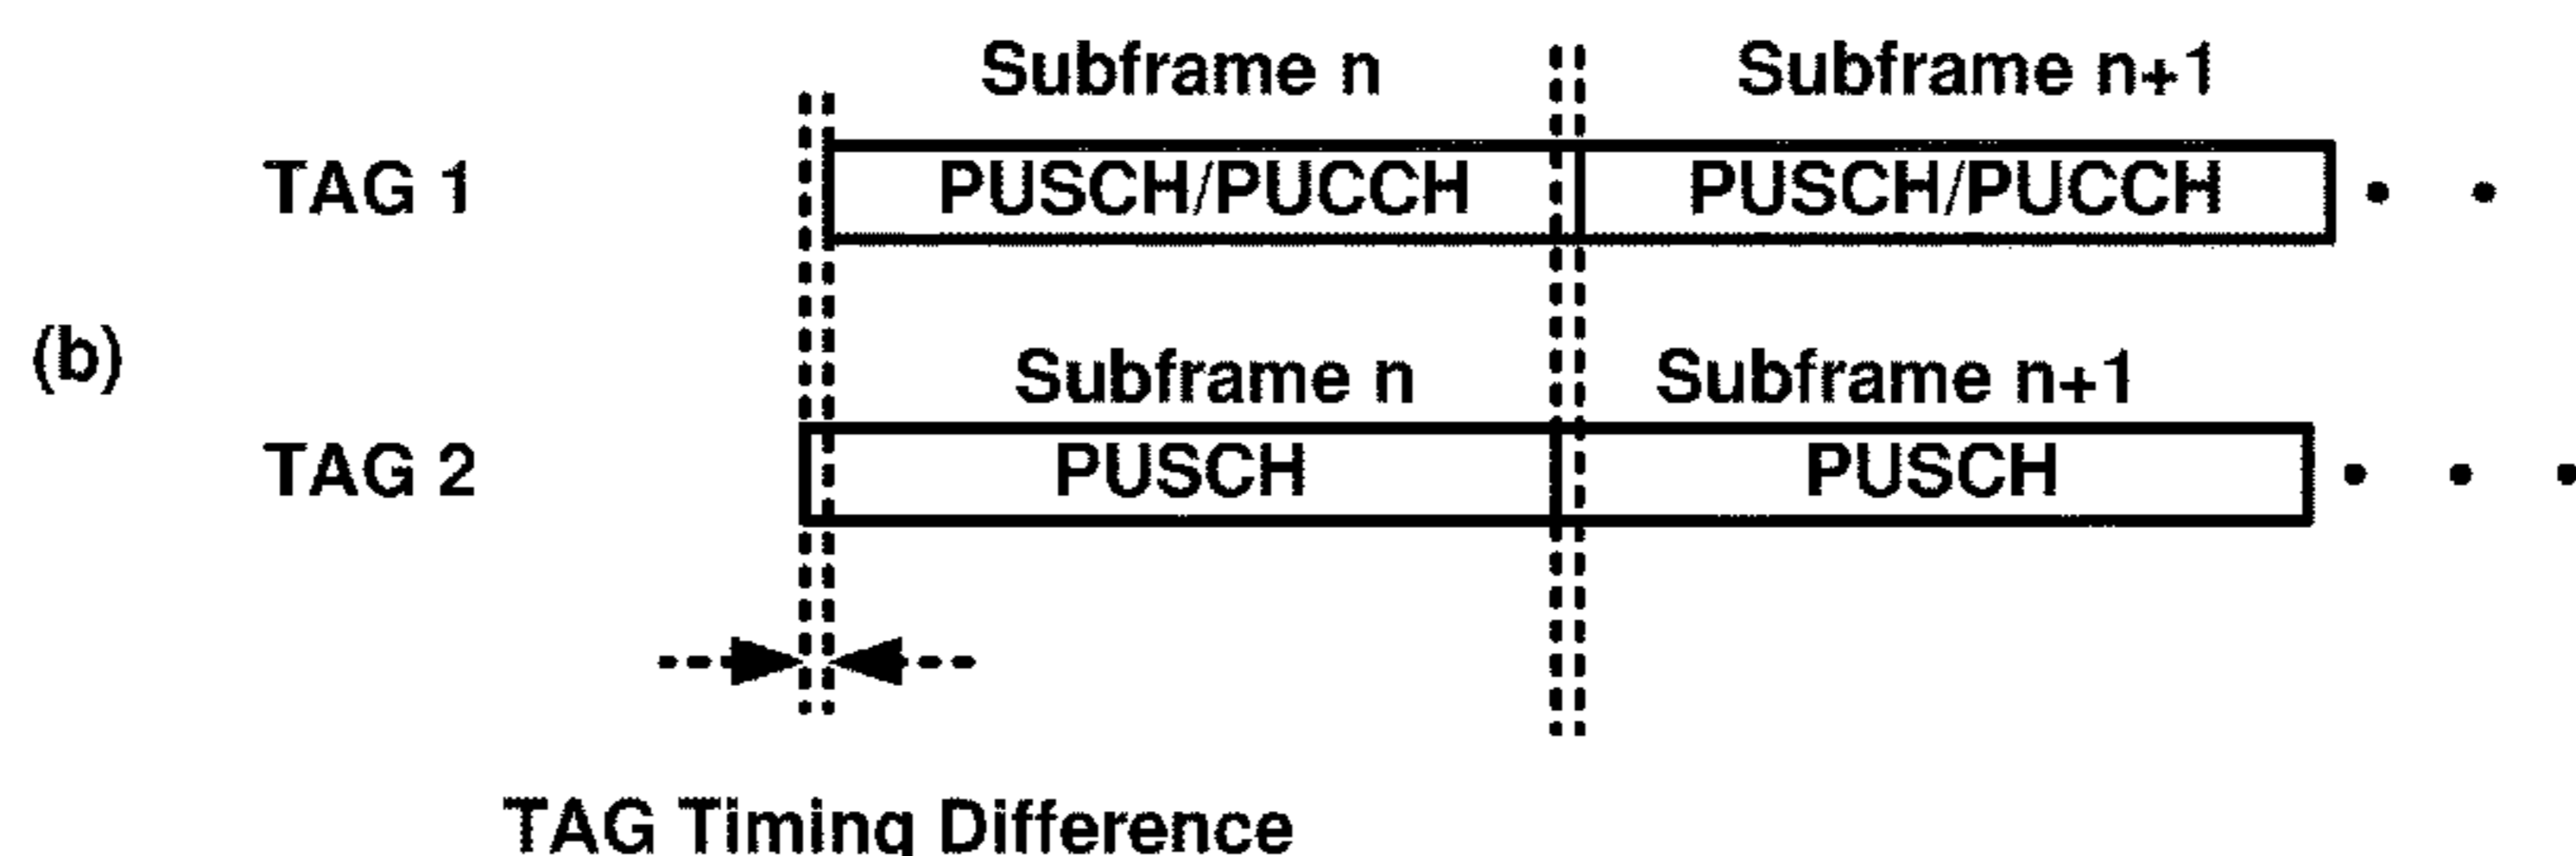 Subframe n Subframe n+1
TAG 1 PUSCH/PUCCH PUSCH/PUCCH
(b)
Subframe n Subframe n+1
TAG 2 PUSCH PUSCH
TAG Timing Difference